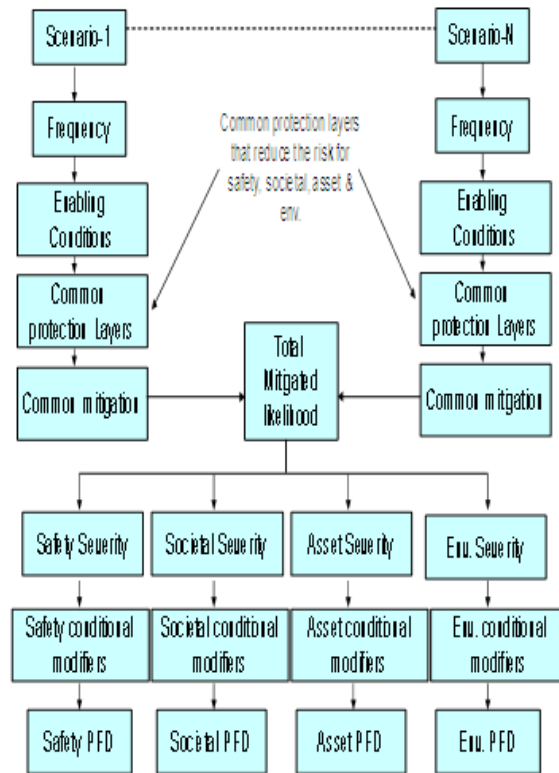 Scenario-1
Scenario-N
Frequency
Frequency
Common protection layers
that reduce the risk for
safety, societal, asset &
env.
Enabling
Conditions
Enabling
Conditions
Common
protection Layers
Common
protection Layers
Total
Mitigated
likelihood
Common mitigation
Common mitigation
Safety Severity
Societal Severity
Asset Severity
Env. Severity
Safety conditional
modifiers
Societal conditional
modifiers
Asset conditional
modifiers
Env. conditional
modifiers
Safety PFD
Societal PFD
Asset PFD
Env. PFD